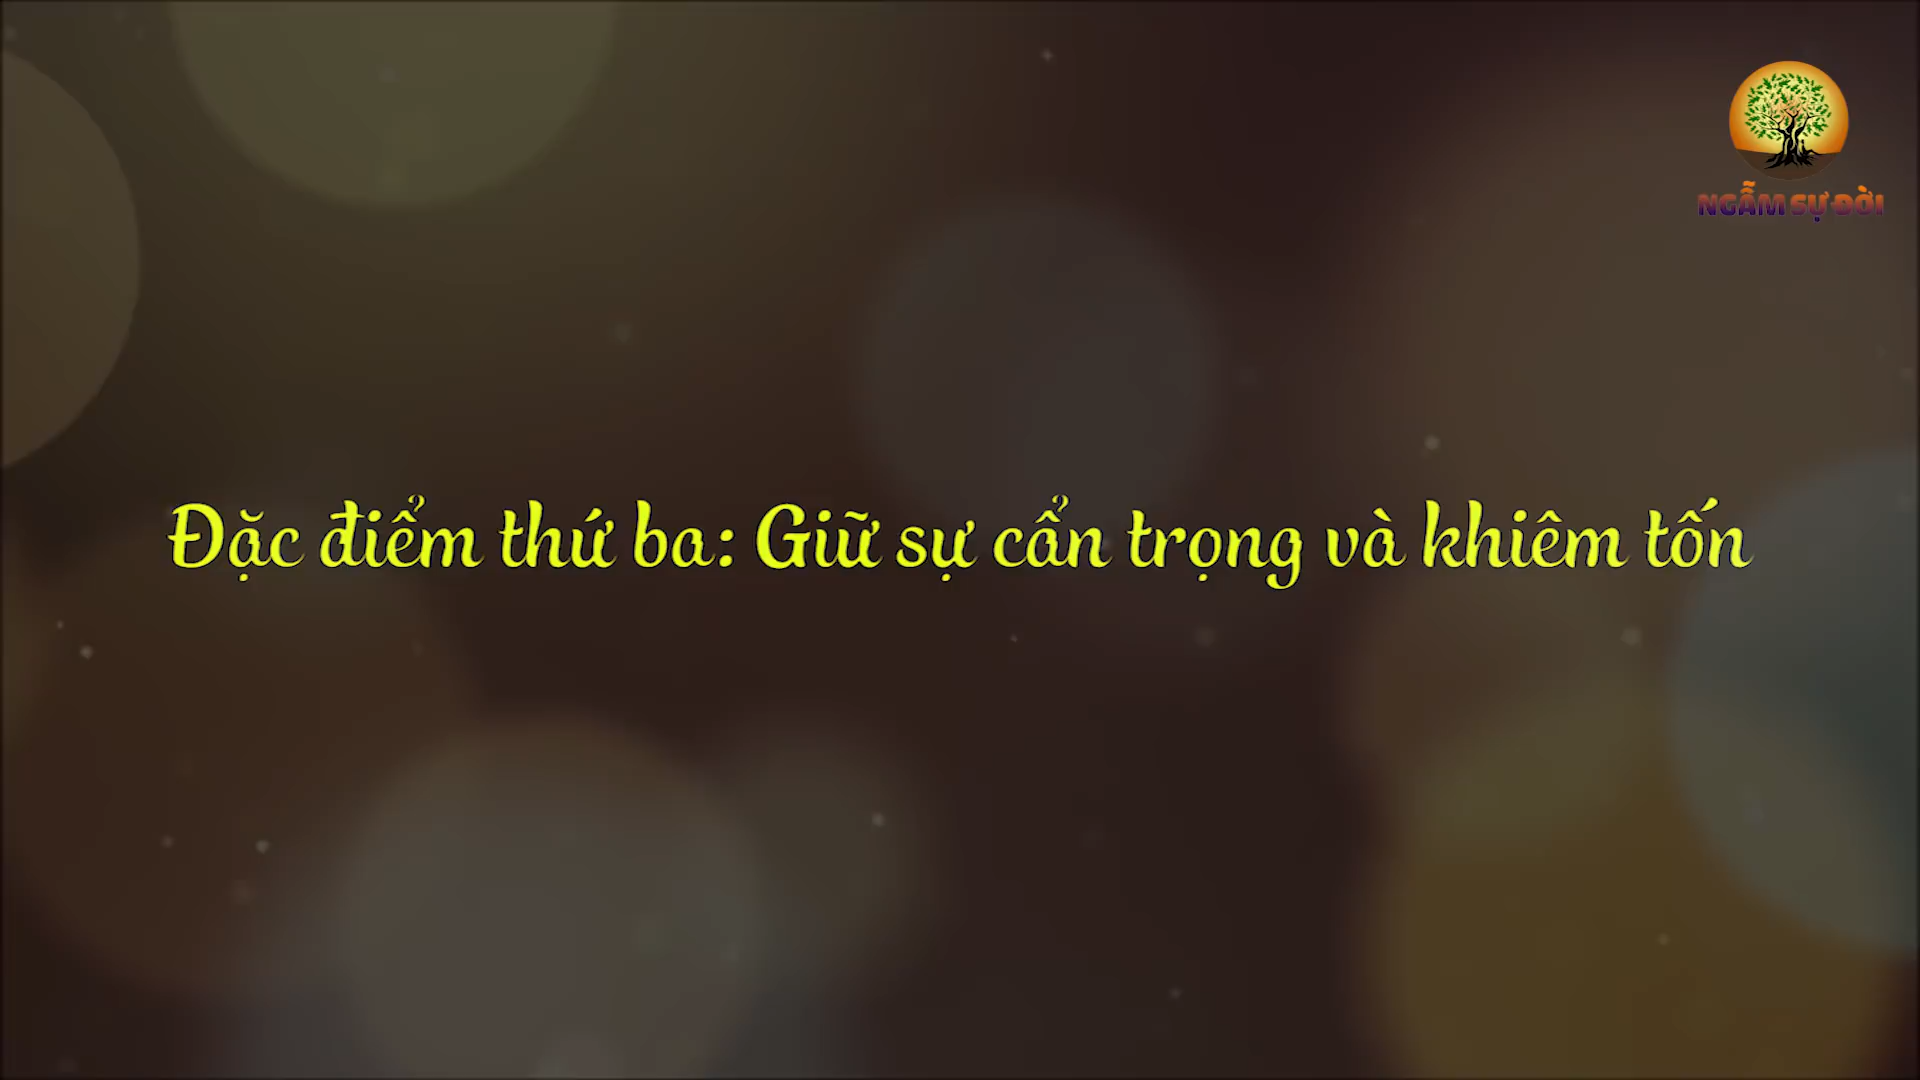 NGẪM SỰ ĐỜI
Đặc điểm thứ ba: Giữ sự cẩn trọng và khiêm tốn